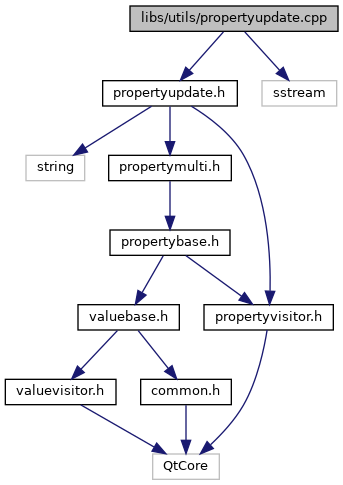 libs/utils/propertyupdate.cpp
propertyupdate.h
sstream
string
propertymulti.h
propertybase.h
valuebase.h
propertyvisitor.h
valuevisitor.h
common.h
QtCore